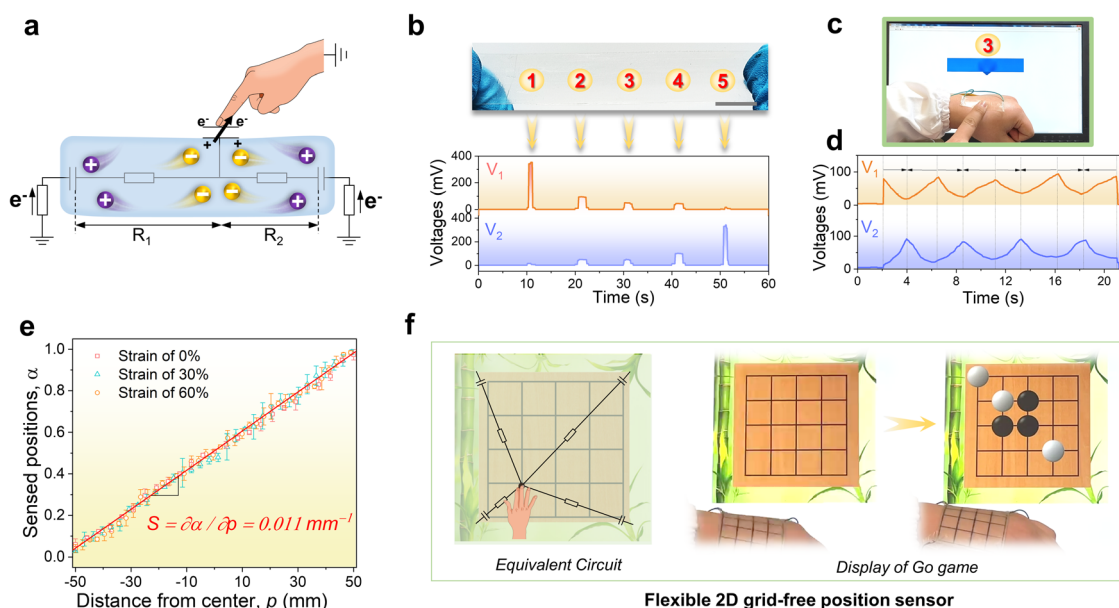 a
e⁻ e⁻
+ +
− −
+ +
− −
+ +
e⁻ e⁻
R₁ R₂
b
1 2 3 4 5
400
V₁
200
0
400
V₂
200
0
Voltages (mV)
0 10 20 30 40 50 60
Time (s)
c
3
d
100
V₁
50
0
100
V₂
50
0
Voltages (mV)
4 8 12 16 20
Time (s)
e
1.0
0.8
0.6
0.4
0.2
0.0
Sensed positions, α
Strain of 0%
Strain of 30%
Strain of 60%
S = ∂α / ∂p = 0.011 mm⁻¹
-50 -30 -10 10 30 50
Distance from center, p (mm)
f
Equivalent Circuit
Display of Go game
Flexible 2D grid-free position sensor